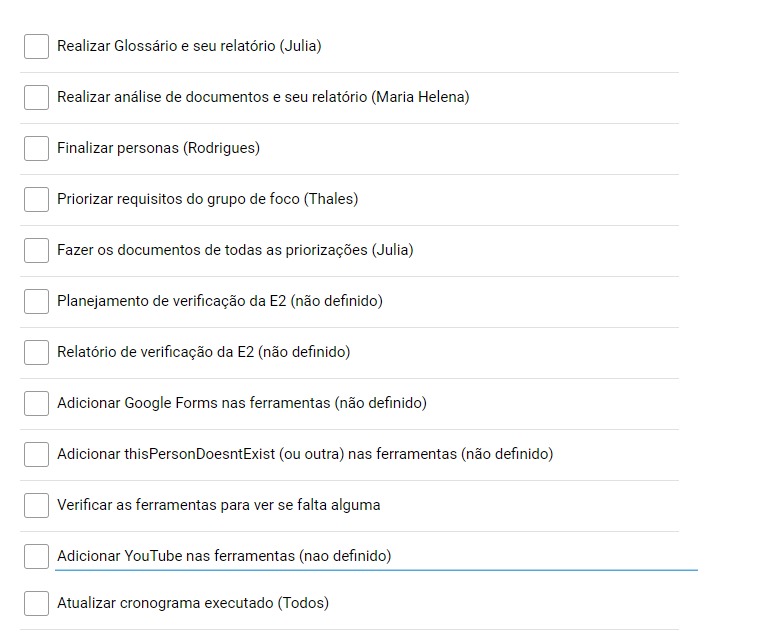 Realizar Glossário e seu relatório (Julia)
Realizar análise de documentos e seu relatório (Maria Helena)
Finalizar personas (Rodrigues)
Priorizar requisitos do grupo de foco (Thales)
Fazer os documentos de todas as priorizações (Julia)
Planejamento de verificação da E2 (não definido)
Relatório de verificação da E2 (não definido)
Adicionar Google Forms nas ferramentas (não definido)
Adicionar thisPersonDoesntExist (ou outra) nas ferramentas (não definido)
Verificar as ferramentas para ver se falta alguma
Adicionar YouTube nas ferramentas (nao definido)
Atualizar cronograma executado (Todos)